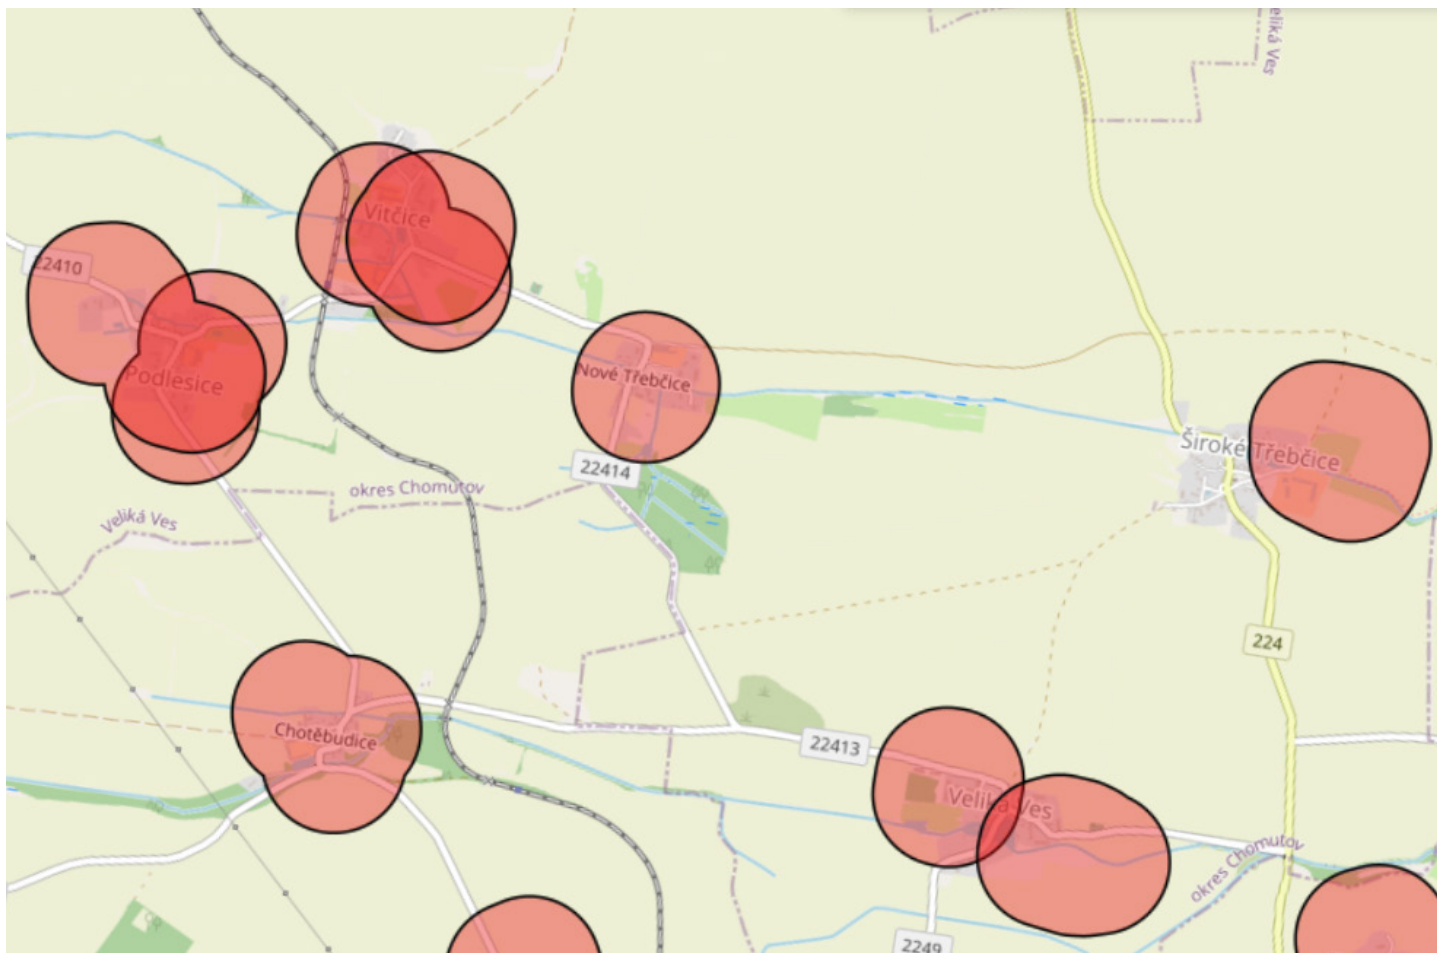 eliká Ves
Vitčice
22410
Podlesice
Nové Třebčice
Široké Třebčice
22414
okres Chomutov
Veliká Ves
224
Chotěbudice
22413
Veliká Ves
okres Chomutov
2249